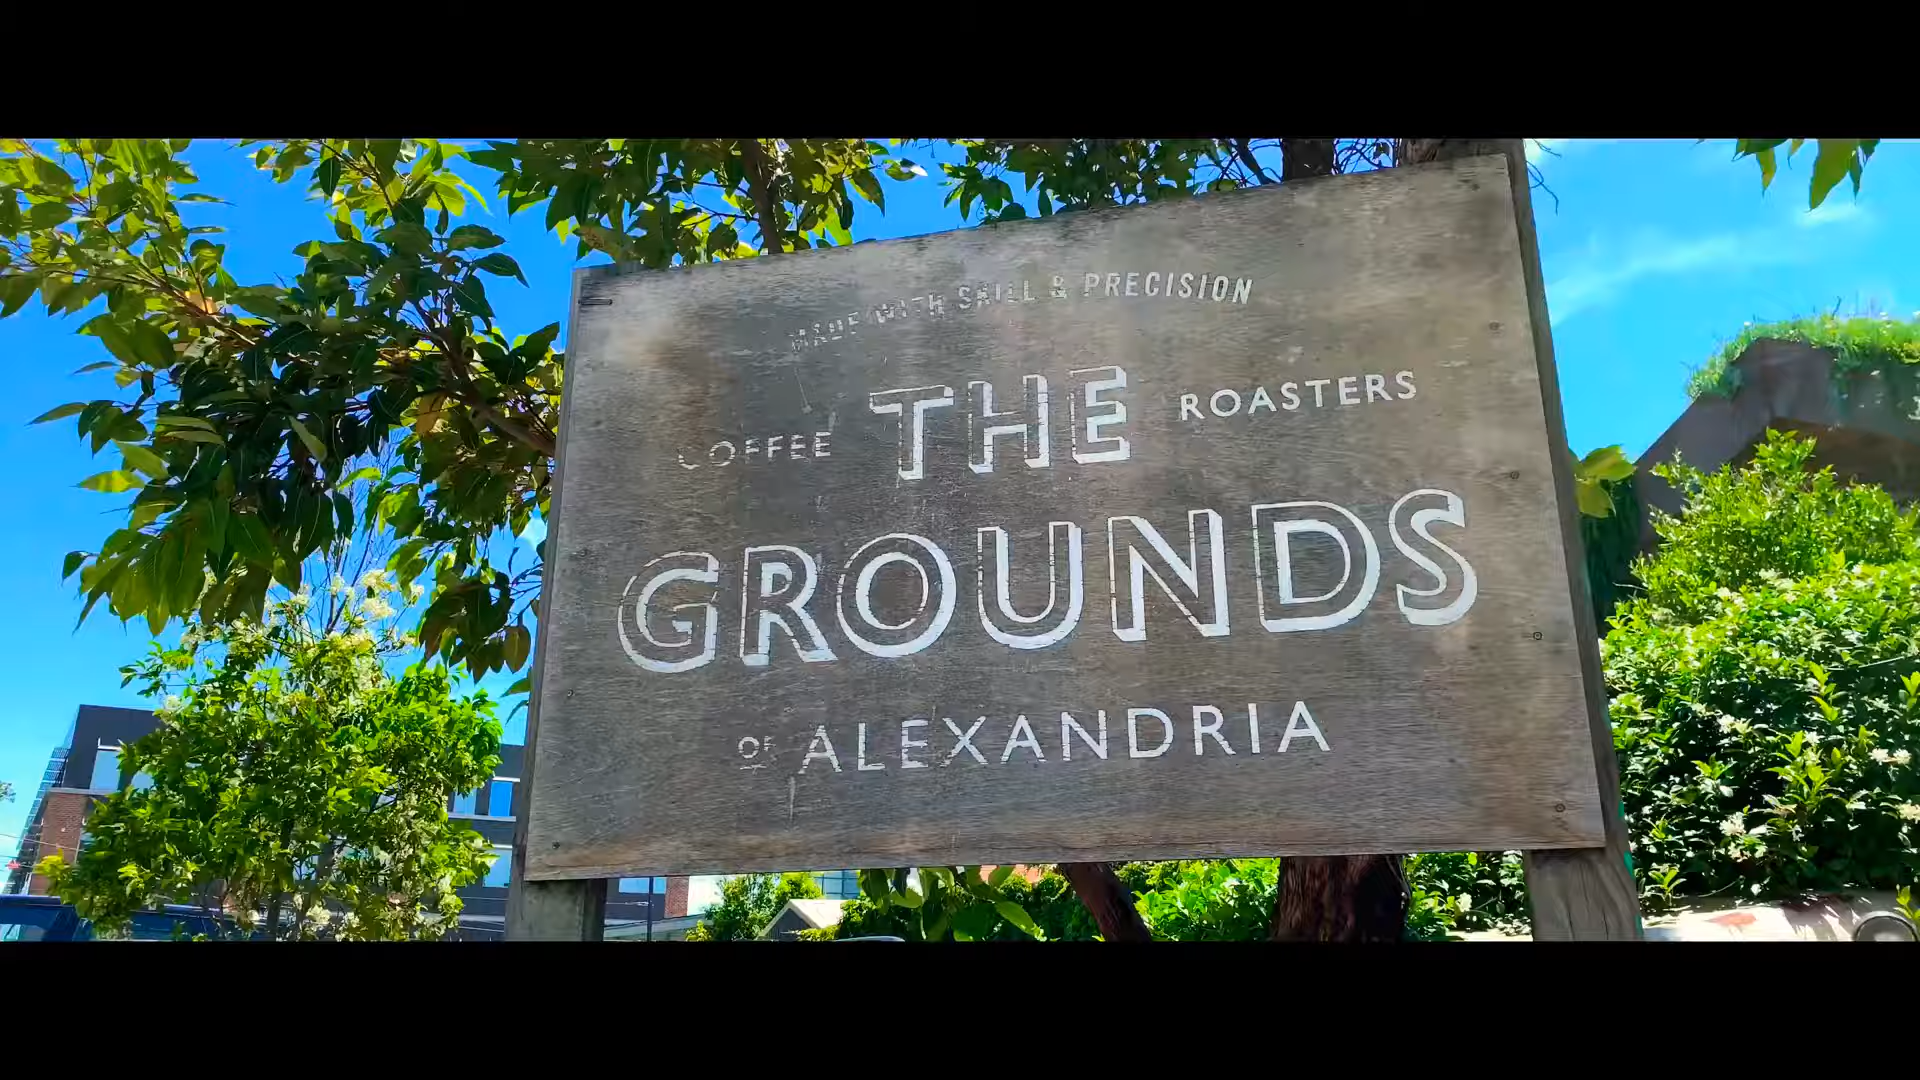 MADE WITH SKILL & PRECISION
COFFEE THE ROASTERS
GROUNDS
OF ALEXANDRIA